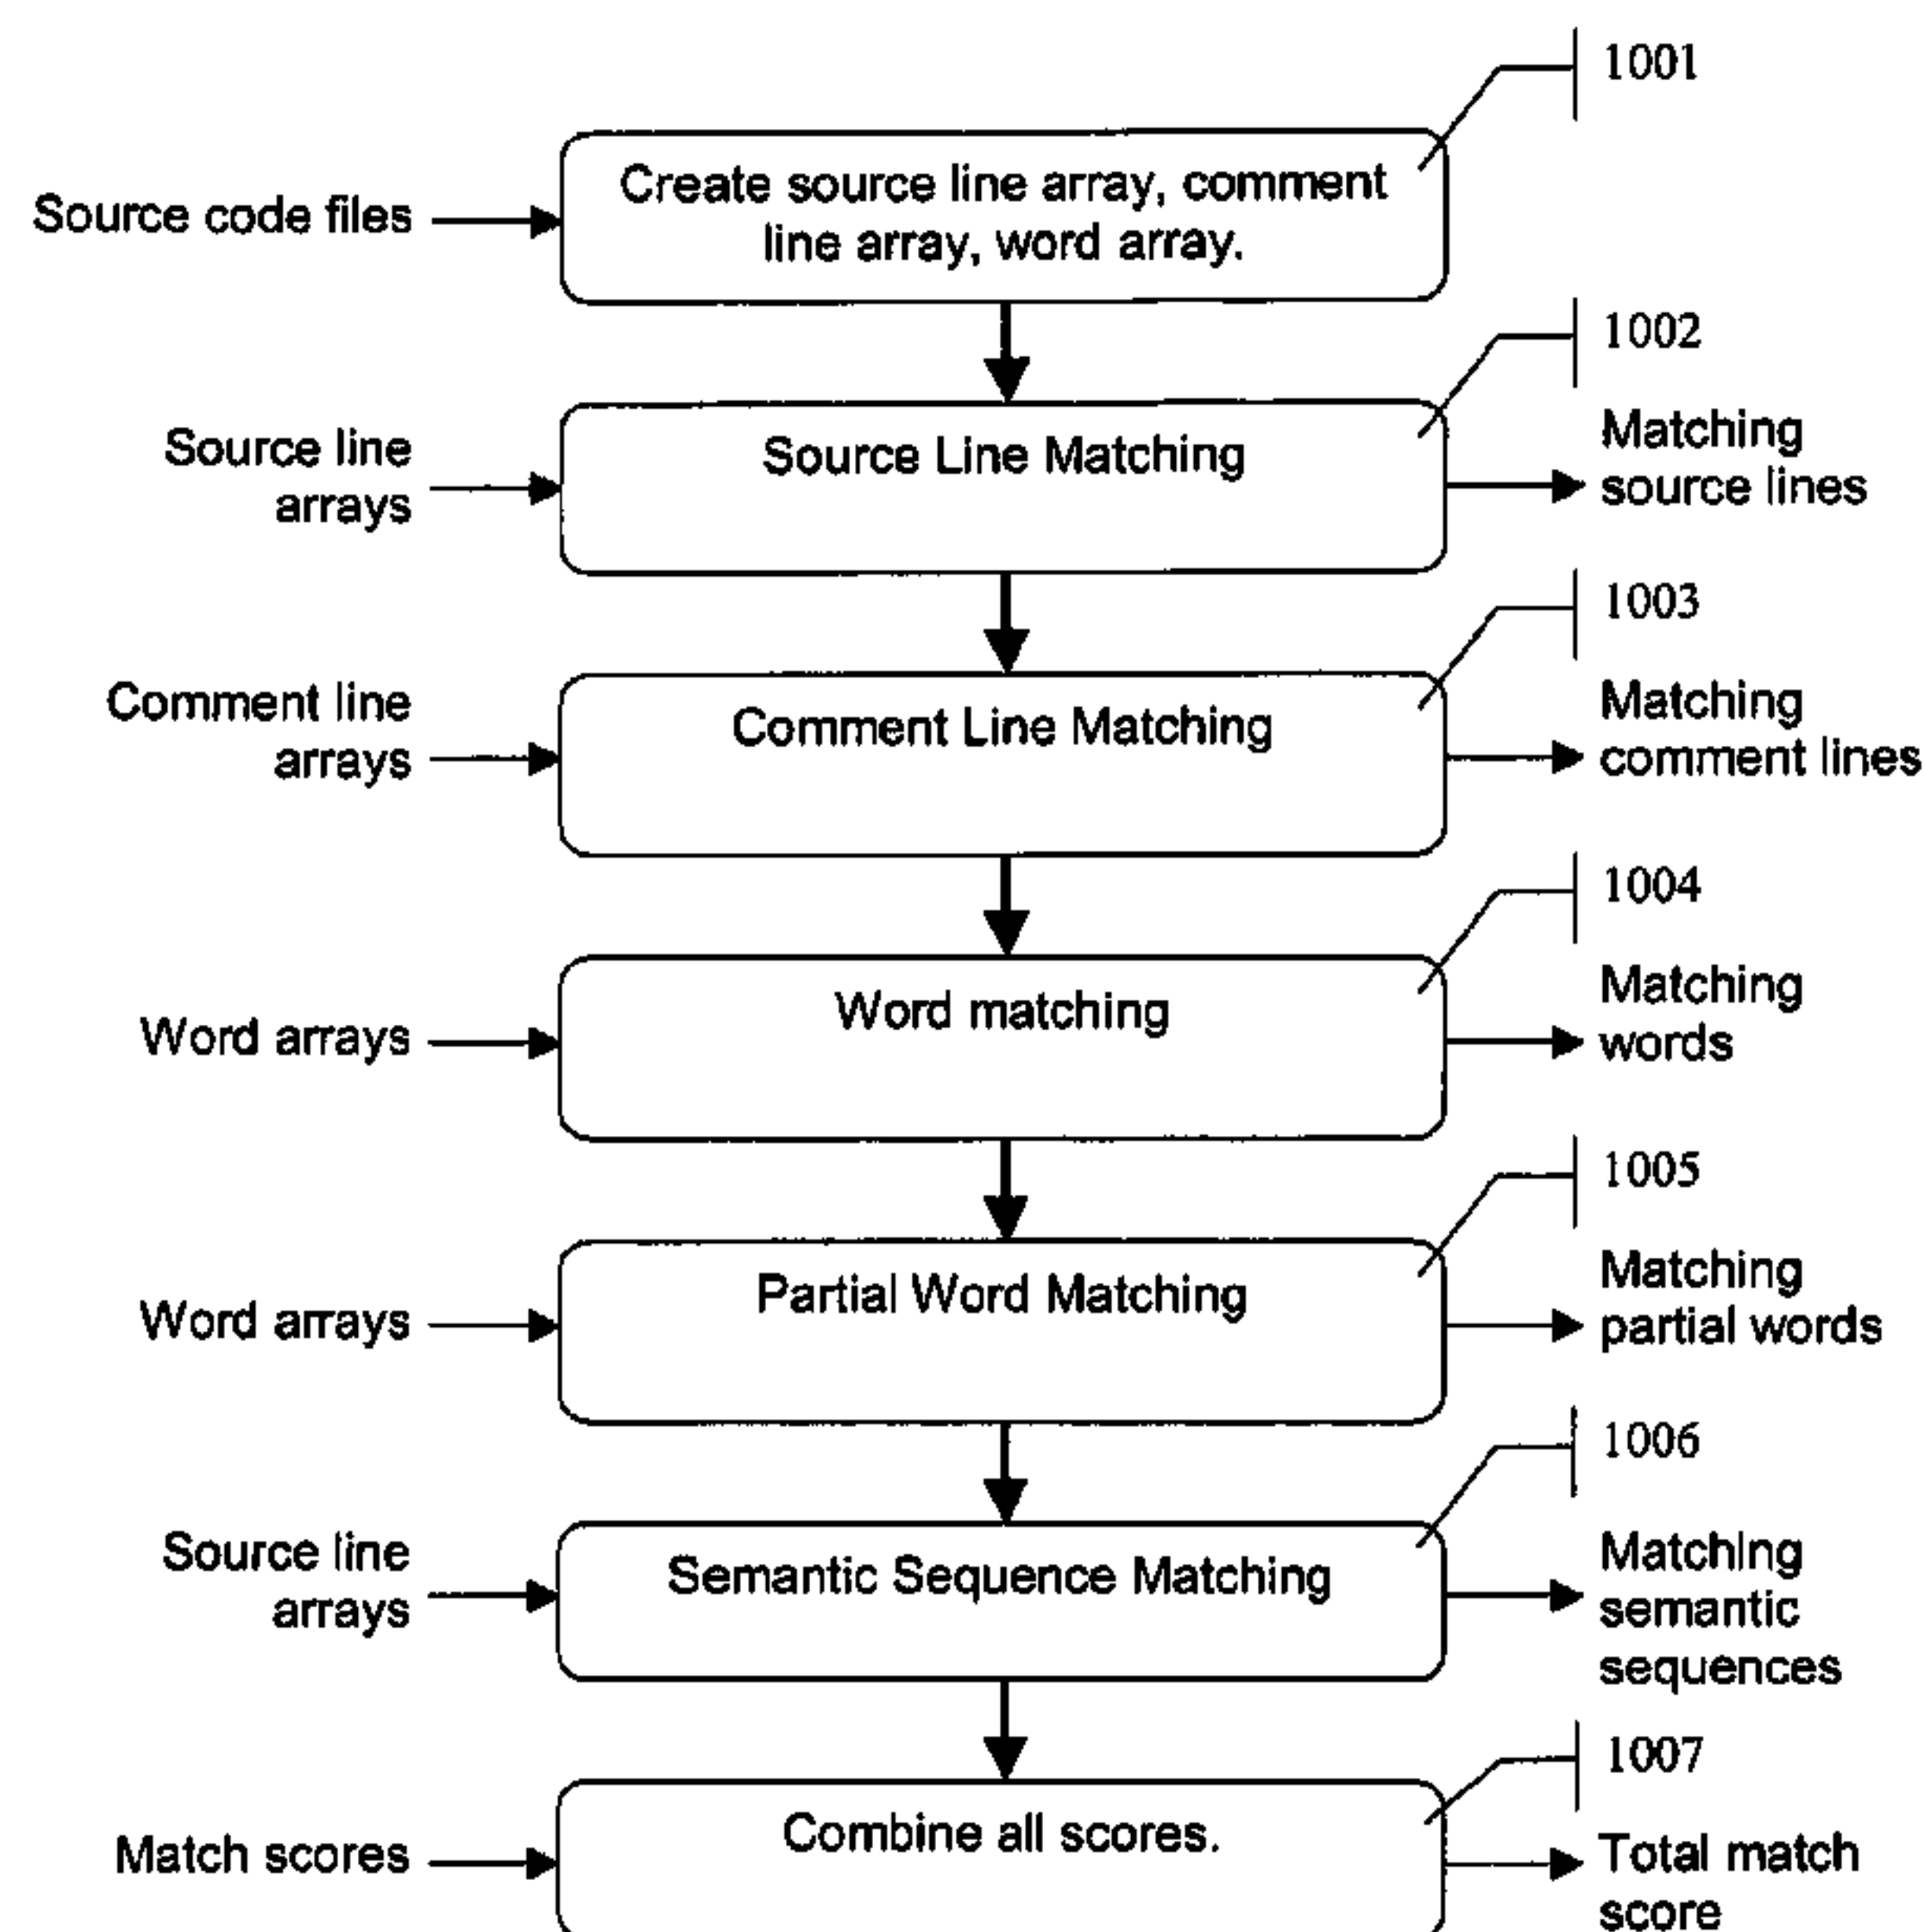 1001
Source code files
Create source line array, comment
line array, word array.
1002
Source line
arrays
Source Line Matching
Matching
source lines
1003
Comment line
arrays
Comment Line Matching
Matching
comment lines
1004
Word arrays
Word matching
Matching
words
1005
Word arrays
Partial Word Matching
Matching
partial words
1006
Source line
arrays
Semantic Sequence Matching
Matching
semantic
sequences
1007
Match scores
Combine all scores.
Total match
score